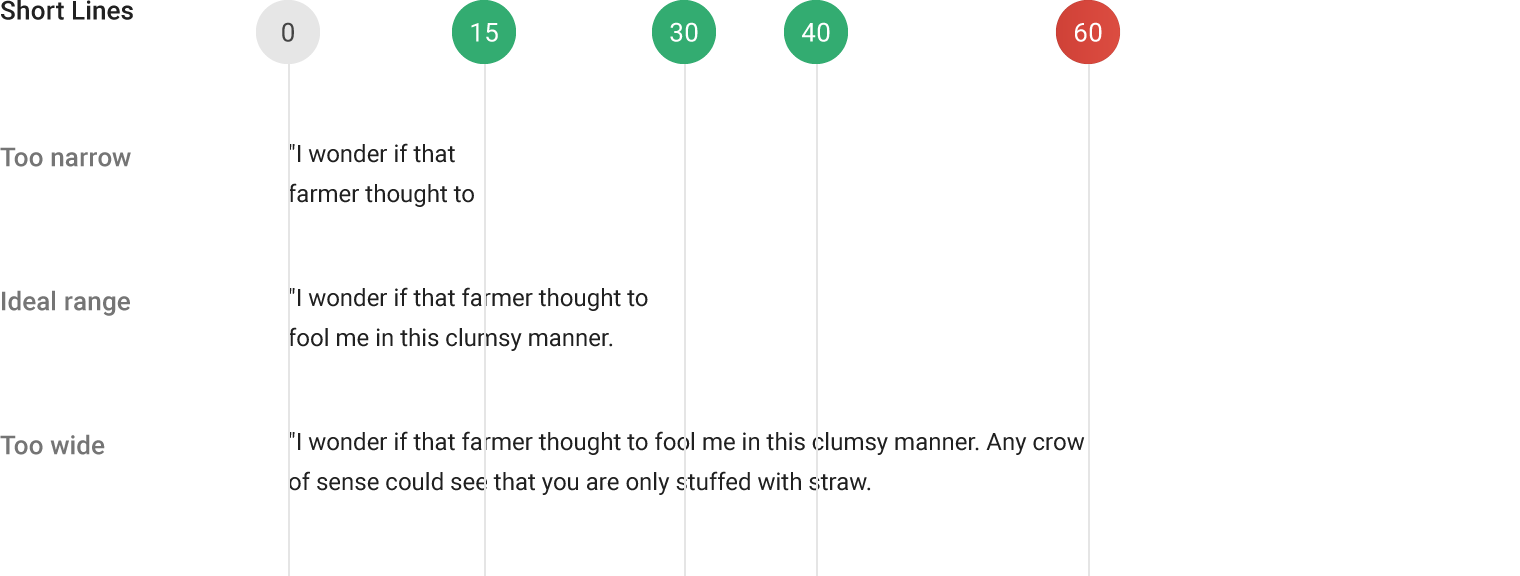 Short Lines
0 15 30 40 60
Too narrow
"I wonder if that
farmer thought to
Ideal range
"I wonder if that farmer thought to
fool me in this clumsy manner.
Too wide
"I wonder if that farmer thought to fool me in this clumsy manner. Any crow
of sense could see that you are only stuffed with straw.